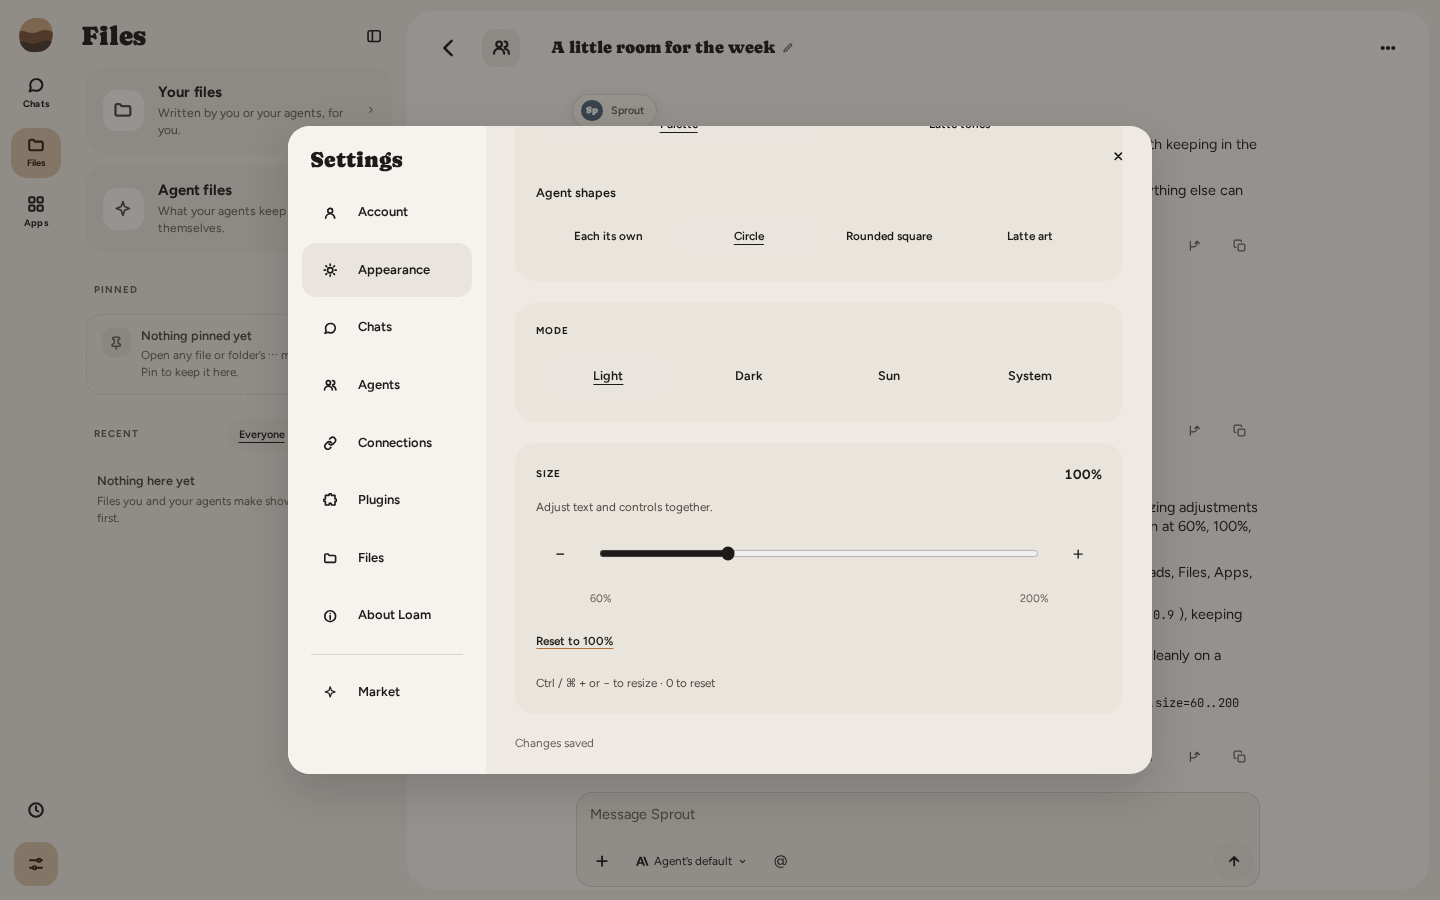 Files
Chats
Files
Apps
Your files
Written by you or your agents, for
you.
Agent files
What your agents keep
themselves.
PINNED
Nothing pinned yet
Open any file or folder's ···
Pin to keep it here.
RECENT
Everyone
Nothing here yet
Files you and your agents make
first.
A little room for the week
Sp Sprout
keeping in the
else can
adjustments
at 60%, 100%,
Files, Apps,
0.9 ), keeping
on a
size=60..200
Message Sprout
Agent's default
@
Settings
Account
Appearance
Chats
Agents
Connections
Plugins
Files
About Loam
Market
Palette
Latte tones
Agent shapes
Each its own
Circle
Rounded square
Latte art
MODE
Light
Dark
Sun
System
SIZE
100%
Adjust text and controls together.
−
+
60%
200%
Reset to 100%
Ctrl / ⌘ + or − to resize · 0 to reset
Changes saved